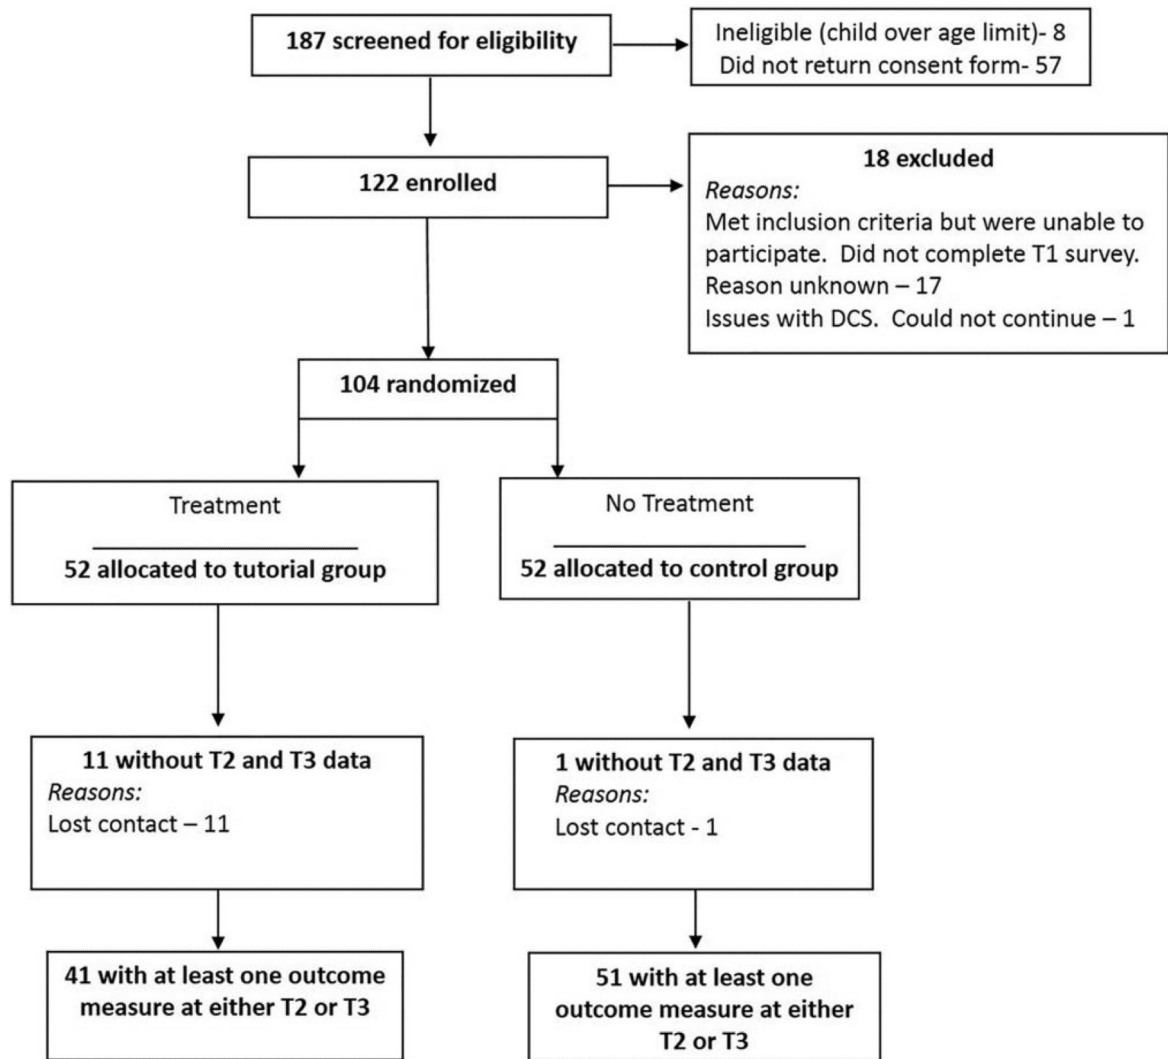 187 screened for eligibility
Ineligible (child over age limit)- 8
Did not return consent form- 57
122 enrolled
18 excluded
Reasons:
Met inclusion criteria but were unable to
participate.  Did not complete T1 survey.
Reason unknown – 17
Issues with DCS.  Could not continue – 1
104 randomized
Treatment
52 allocated to tutorial group
No Treatment
52 allocated to control group
11 without T2 and T3 data
Reasons:
Lost contact – 11
1 without T2 and T3 data
Reasons:
Lost contact - 1
41 with at least one outcome
measure at either T2 or T3
51 with at least one
outcome measure at either
T2 or T3